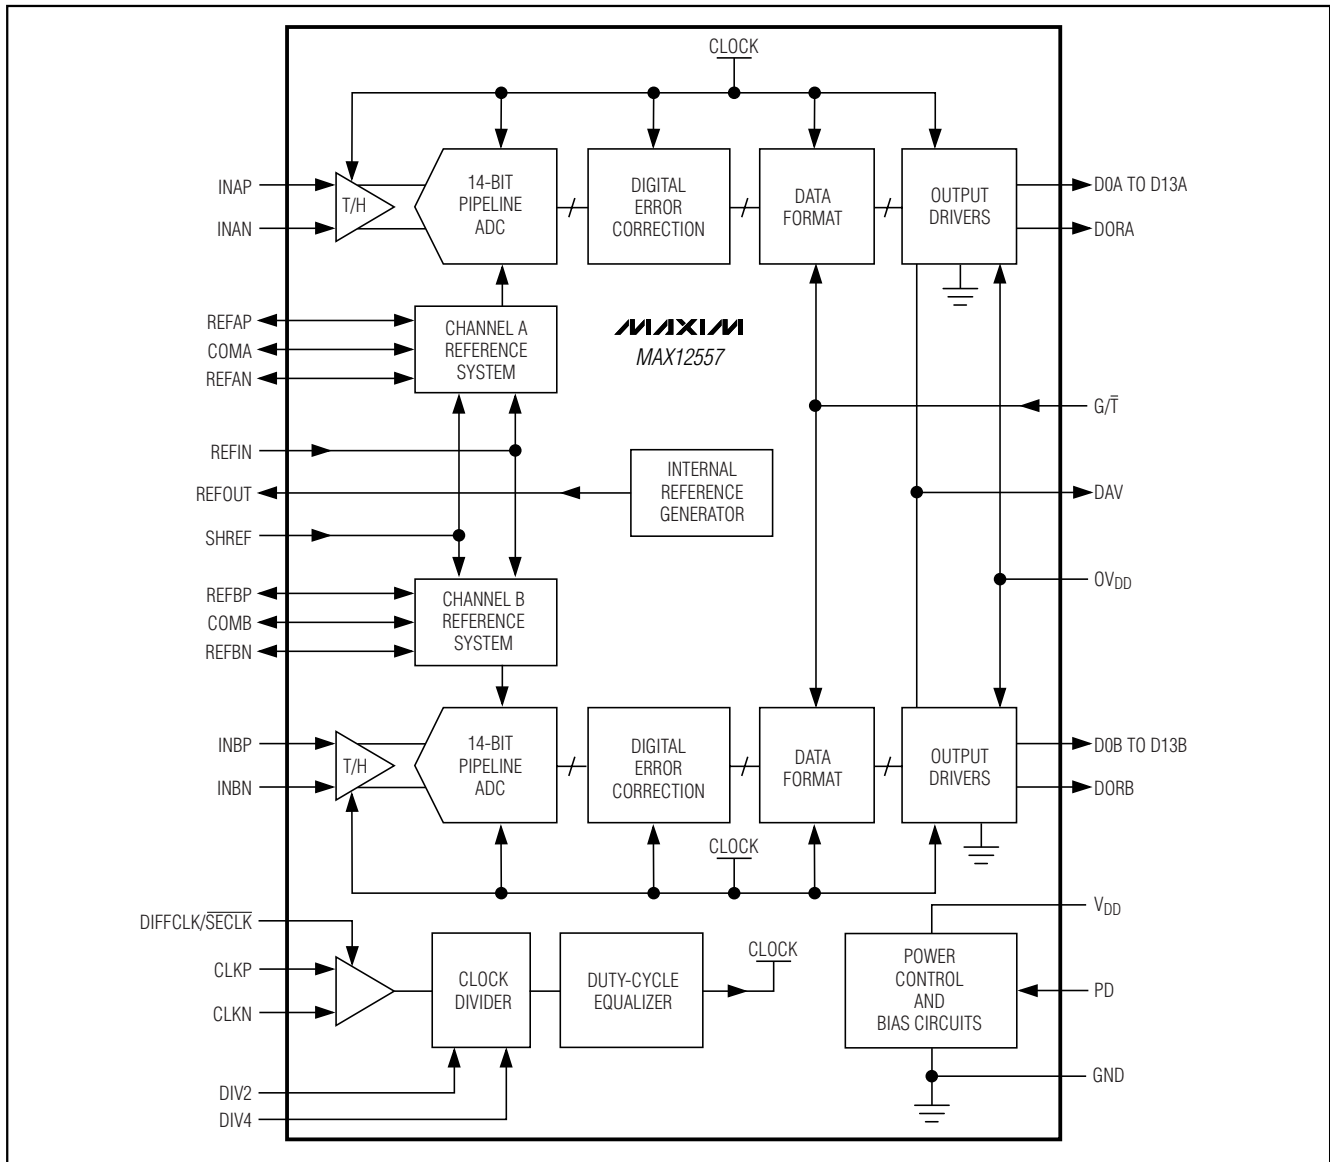 CLOCK
INAP
INAN
T/H
14-BIT
PIPELINE
ADC
DIGITAL
ERROR
CORRECTION
DATA
FORMAT
OUTPUT
DRIVERS
D0A TO D13A
DORA
REFAP
COMA
REFAN
CHANNEL A
REFERENCE
SYSTEM
MAXIM
MAX12557
G/T̅
REFIN
REFOUT
SHREF
INTERNAL
REFERENCE
GENERATOR
DAV
OVDD
REFBP
COMB
REFBN
CHANNEL B
REFERENCE
SYSTEM
INBP
INBN
T/H
14-BIT
PIPELINE
ADC
DIGITAL
ERROR
CORRECTION
DATA
FORMAT
OUTPUT
DRIVERS
D0B TO D13B
DORB
CLOCK
DIFFCLK/S̅E̅C̅L̅K̅
CLKP
CLKN
CLOCK
DIVIDER
DUTY-CYCLE
EQUALIZER
CLOCK
POWER
CONTROL
AND
BIAS CIRCUITS
VDD
PD
GND
DIV2
DIV4